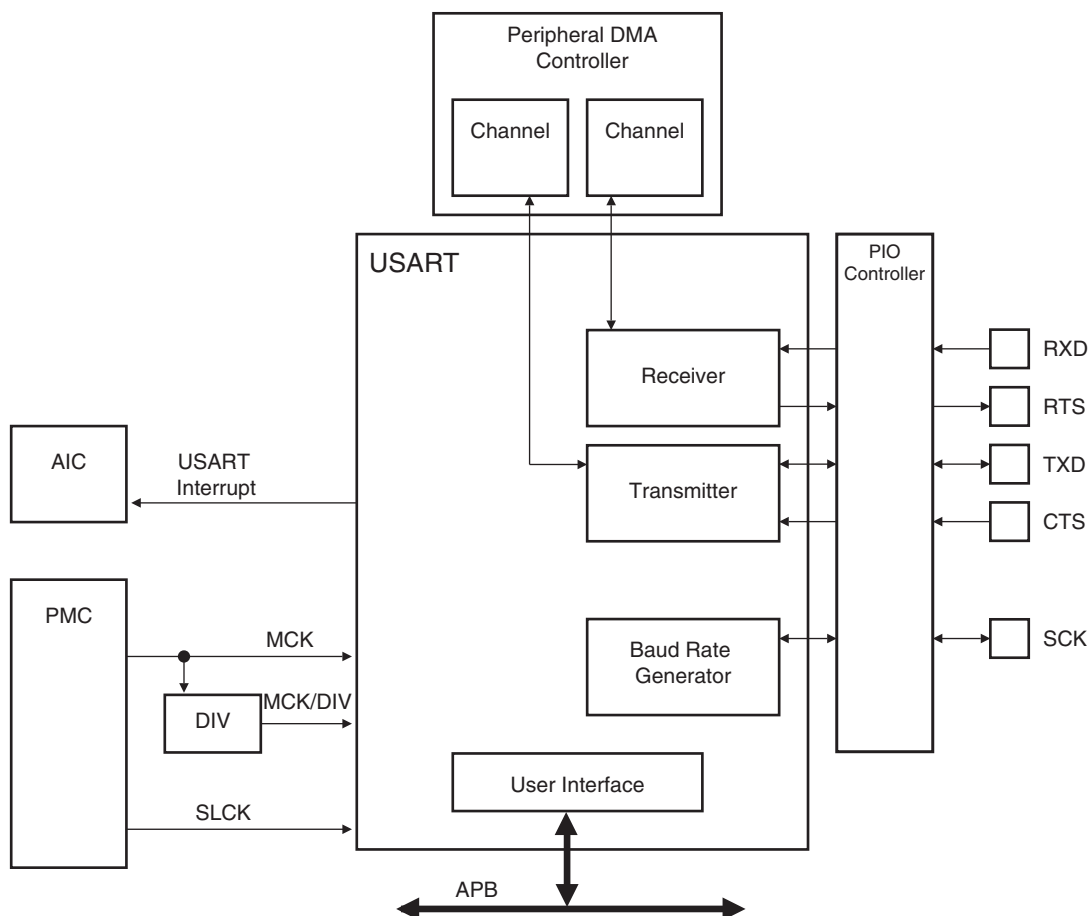 Peripheral DMA
Controller
Channel
Channel
USART
PIO
Controller
Receiver
RXD
RTS
AIC
USART
Interrupt
Transmitter
TXD
CTS
PMC
MCK
Baud Rate
Generator
SCK
DIV
MCK/DIV
User Interface
SLCK
APB